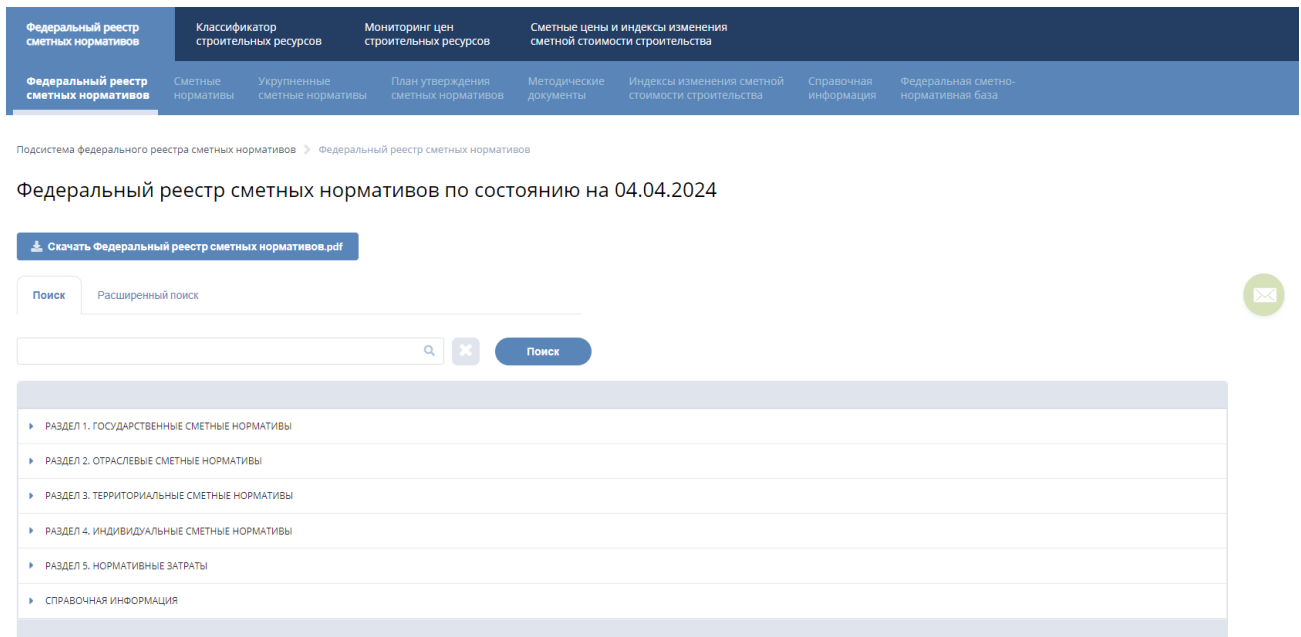 Федеральный реестр
сметных нормативов
Классификатор
строительных ресурсов
Мониторинг цен
строительных ресурсов
Сметные цены и индексы изменения
сметной стоимости строительства
Федеральный реестр
сметных нормативов
Сметные
нормативы
Укрупненные
сметные нормативы
План утверждения
сметных нормативов
Методические
документы
Индексы изменения сметной
стоимости строительства
Справочная
информация
Федеральная сметно-
нормативная база
Подсистема федерального реестра сметных нормативов
Федеральный реестр сметных нормативов
Федеральный реестр сметных нормативов по состоянию на 04.04.2024
Скачать Федеральный реестр сметных нормативов.pdf
Поиск
Расширенный поиск
Поиск
РАЗДЕЛ 1. ГОСУДАРСТВЕННЫЕ СМЕТНЫЕ НОРМАТИВЫ
РАЗДЕЛ 2. ОТРАСЛЕВЫЕ СМЕТНЫЕ НОРМАТИВЫ
РАЗДЕЛ 3. ТЕРРИТОРИАЛЬНЫЕ СМЕТНЫЕ НОРМАТИВЫ
РАЗДЕЛ 4. ИНДИВИДУАЛЬНЫЕ СМЕТНЫЕ НОРМАТИВЫ
РАЗДЕЛ 5. НОРМАТИВНЫЕ ЗАТРАТЫ
СПРАВОЧНАЯ ИНФОРМАЦИЯ